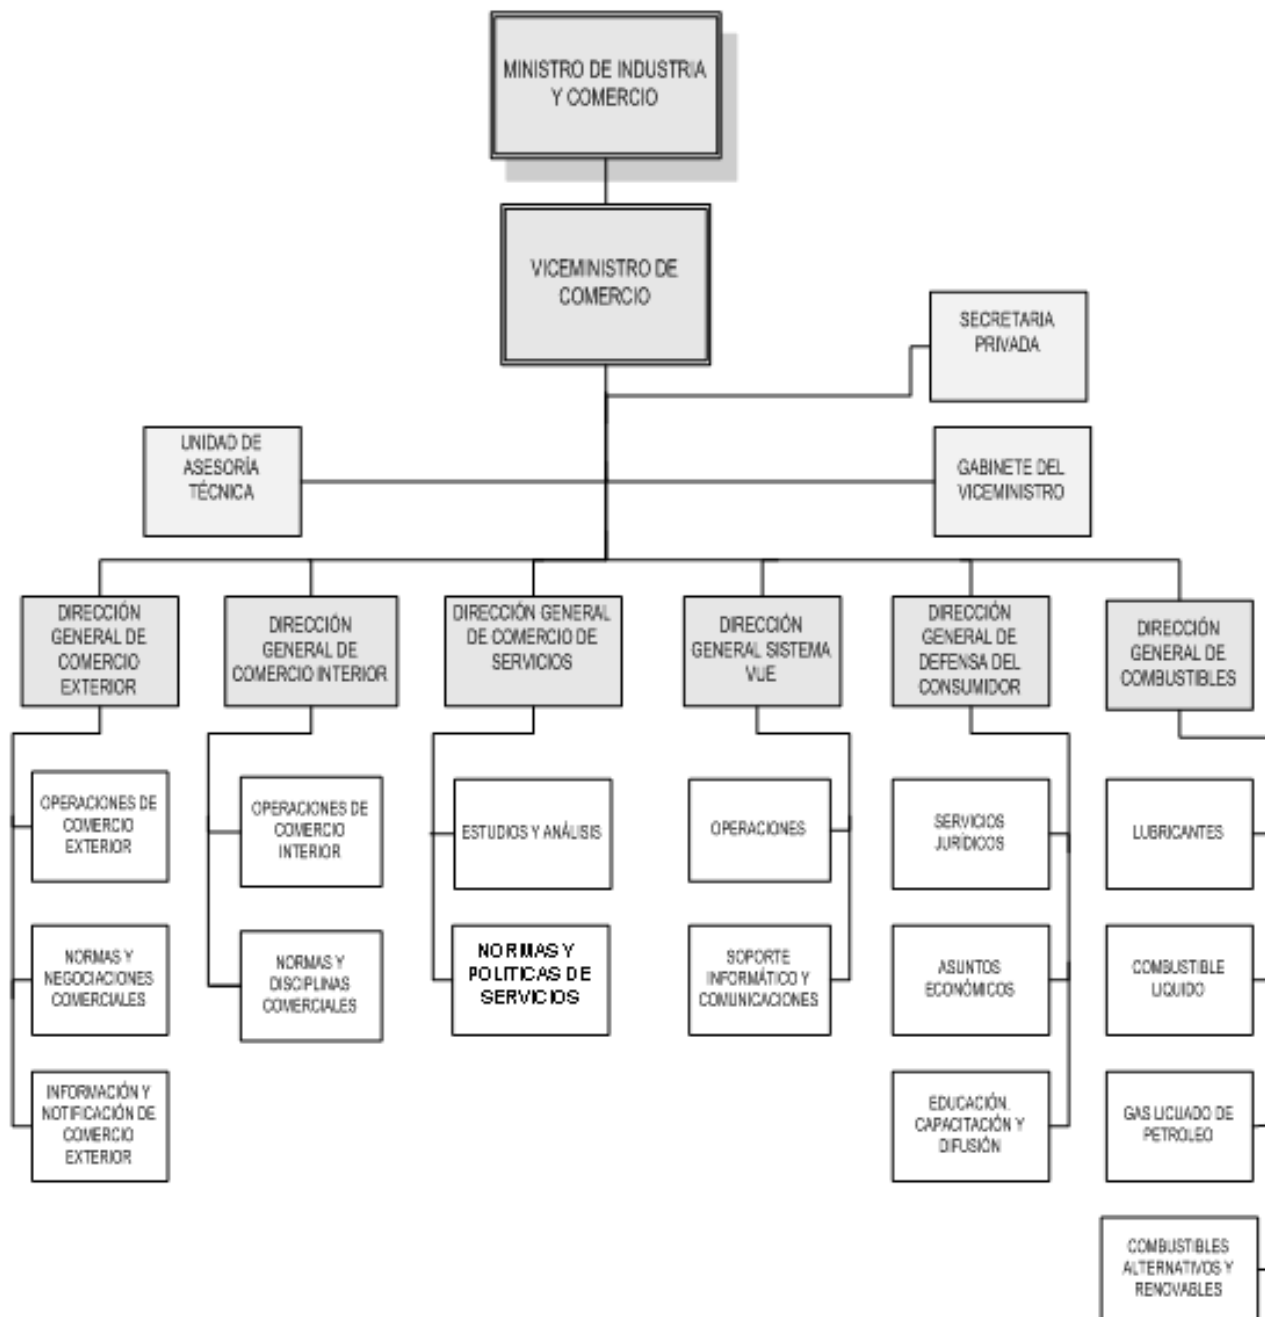 MINISTRO DE INDUSTRIA
Y COMERCIO
VICEMINISTRO DE
COMERCIO
SECRETARIA
PRIVADA
UNIDAD DE
ASESORÍA
TÉCNICA
GABINETE DEL
VICEMINISTRO
DIRECCIÓN
GENERAL DE
COMERCIO
EXTERIOR
DIRECCIÓN
GENERAL DE
COMERCIO INTERIOR
DIRECCIÓN GENERAL
DE COMERCIO DE
SERVICIOS
DIRECCIÓN
GENERAL SISTEMA
VUE
DIRECCIÓN
GENERAL DE
DEFENSA DEL
CONSUMIDOR
DIRECCIÓN
GENERAL DE
COMBUSTIBLES
OPERACIONES DE
COMERCIO
EXTERIOR
OPERACIONES DE
COMERCIO
INTERIOR
ESTUDIOS Y ANÁLISIS
OPERACIONES
SERVICIOS
JURÍDICOS
LUBRICANTES
NORMAS Y
NEGOCIACIONES
COMERCIALES
NORMAS Y
DISCIPLINAS
COMERCIALES
NORMAS Y
POLITICAS DE
SERVICIOS
SOPORTE
INFORMÁTICO Y
COMUNICACIONES
ASUNTOS
ECONÓMICOS
COMBUSTIBLE
LIQUIDO
INFORMACIÓN Y
NOTIFICACIÓN DE
COMERCIO
EXTERIOR
EDUCACIÓN,
CAPACITACIÓN Y
DIFUSIÓN
GAS LICUADO DE
PETROLEO
COMBUSTIBLES
ALTERNATIVOS Y
RENOVABLES